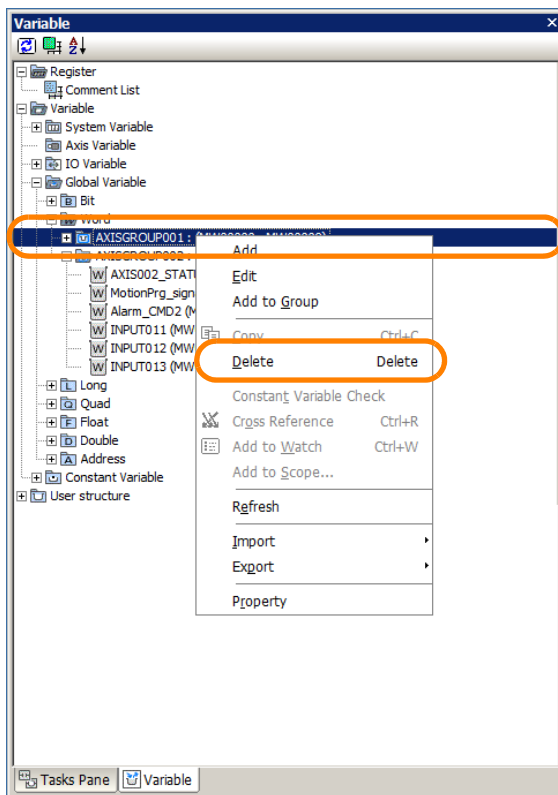 Variable
Register
Comment List
Variable
System Variable
Axis Variable
IO Variable
Global Variable
Bit
Word
AXISGROUP001 : (MW00000 - MW00000)
Add
AXISGROUP002 :
AXIS002_STATU
Edit
MotionPrg_sign
Add to Group
Alarm_CMD2 (M
INPUT011 (MW
Copy Ctrl+C
INPUT012 (MW
Delete Delete
INPUT013 (MW
Long
Constant Variable Check
Quad
Cross Reference Ctrl+R
Float
Add to Watch Ctrl+W
Double
Add to Scope...
Address
Constant Variable
User structure
Refresh
Import
Export
Property
Tasks Pane
Variable